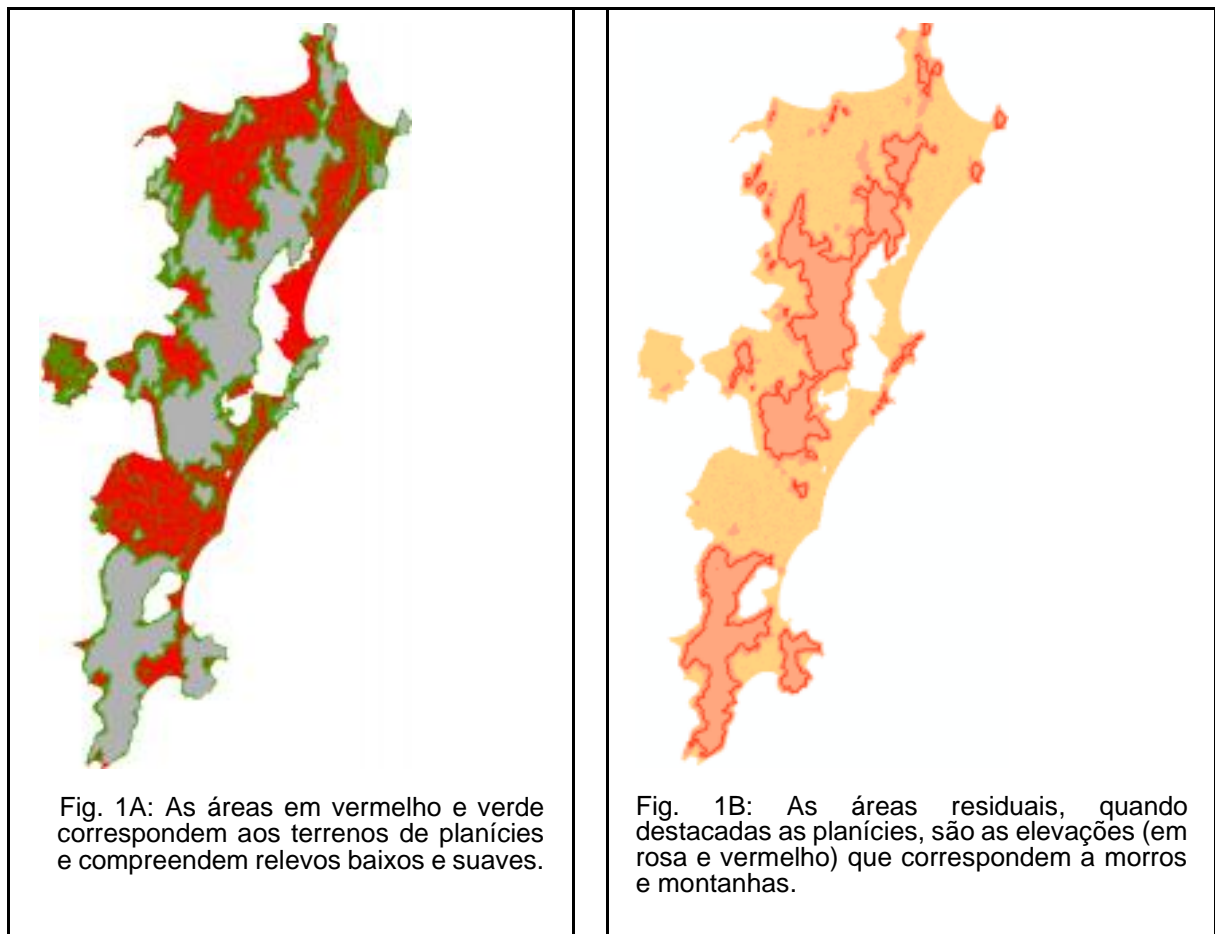 Fig. 1A: As áreas em vermelho e verde
correspondem aos terrenos de planícies
e compreendem relevos baixos e suaves.
Fig. 1B: As áreas residuais, quando
destacadas as planícies, são as elevações (em
rosa e vermelho) que correspondem a morros
e montanhas.